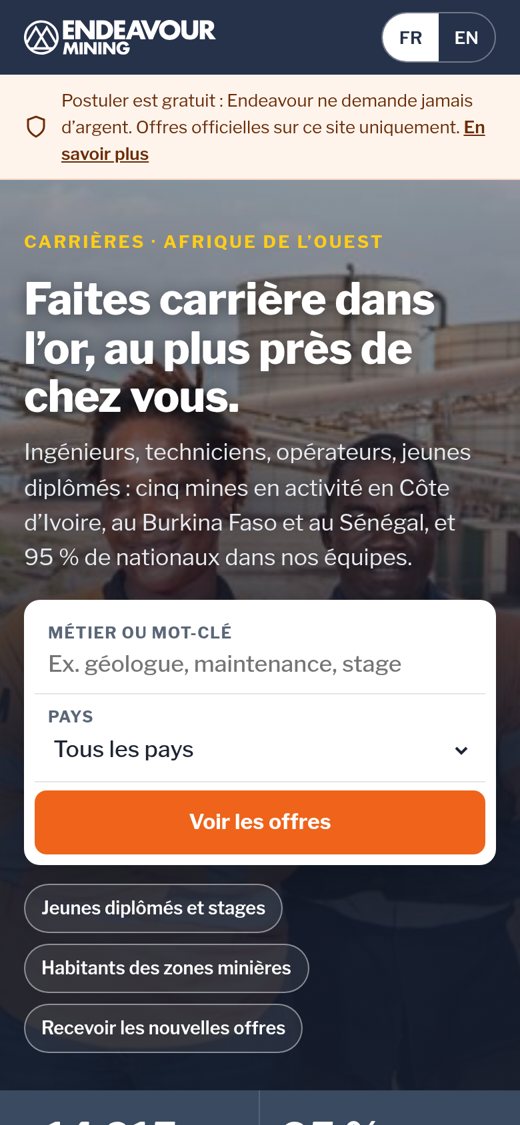 ENDEAVOUR
MINING
FR
EN
Postuler est gratuit : Endeavour ne demande jamais
d’argent. Offres officielles sur ce site uniquement. En
savoir plus
CARRIÈRES · AFRIQUE DE L’OUEST
Faites carrière dans
l’or, au plus près de
chez vous.
Ingénieurs, techniciens, opérateurs, jeunes
diplômés : cinq mines en activité en Côte
d’Ivoire, au Burkina Faso et au Sénégal, et
95 % de nationaux dans nos équipes.
MÉTIER OU MOT-CLÉ
Ex. géologue, maintenance, stage
PAYS
Tous les pays
Voir les offres
Jeunes diplômés et stages
Habitants des zones minières
Recevoir les nouvelles offres